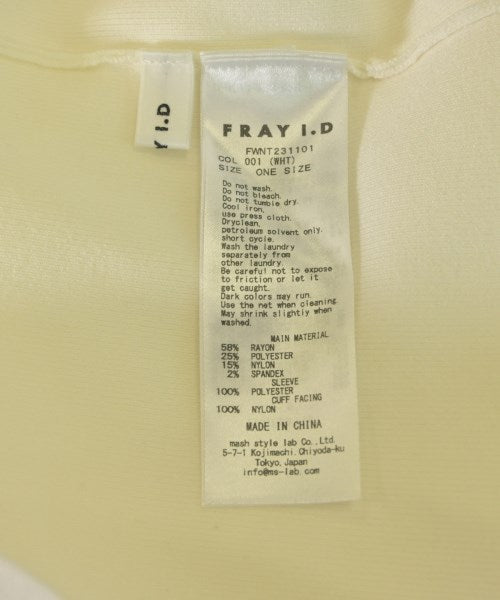 Y I.D
FRAY I.D
FWNT231101
COL 001 (WHT)
SIZE ONE SIZE
Do not wash.
Do not bleach.
Do not tumble dry.
Cool iron,
use press cloth.
Dryclean,
petroleum solvent only.
short cycle.
Wash the laundry
separately from
other laundry.
Be careful not to expose
to friction or let it
get caught.
Dark colors may run.
Use the net when cleaning.
May shrink slightly when
washed.
MAIN MATERIAL
58% RAYON
25% POLYESTER
15% NYLON
2% SPANDEX
SLEEVE
100% POLYESTER
CUFF FACING
100% NYLON
MADE IN CHINA
mash style lab Co., Ltd.
5-7-1 Kojimachi, Chiyoda-ku
Tokyo, Japan
info@ms-lab.com